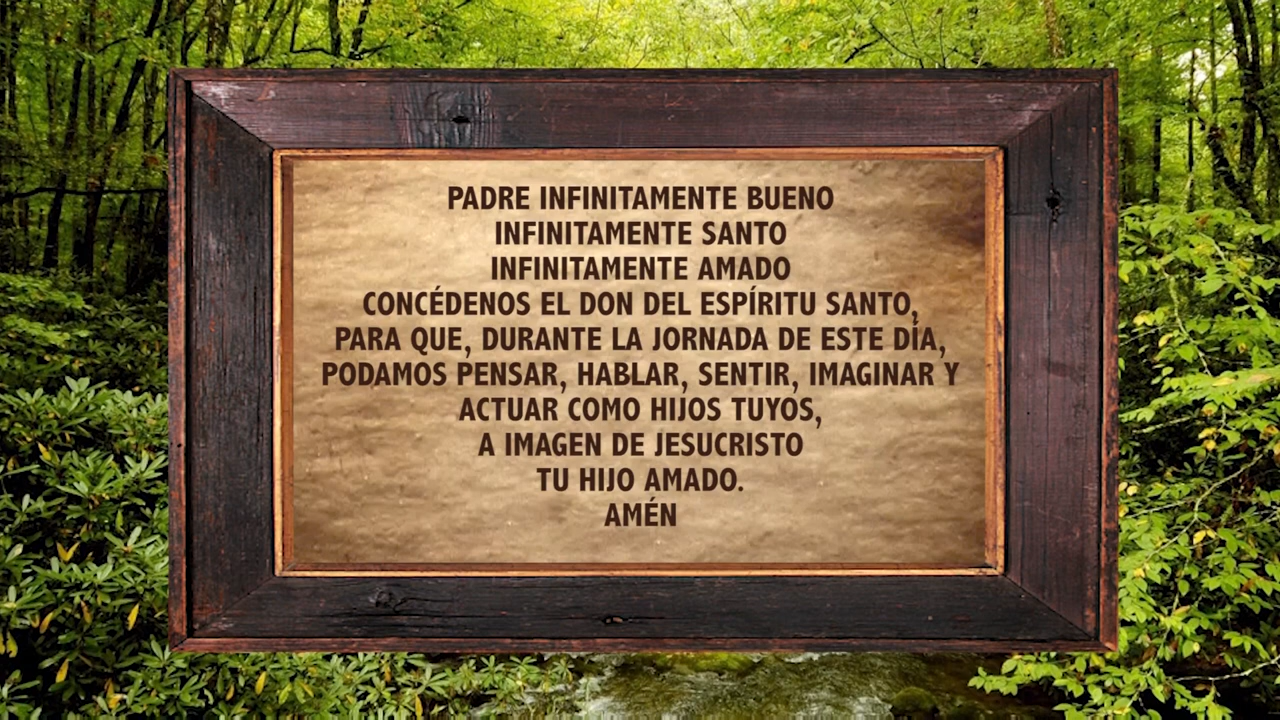 PADRE INFINITAMENTE BUENO
INFINITAMENTE SANTO
INFINITAMENTE AMADO
CONCÉDENOS EL DON DEL ESPÍRITU SANTO,
PARA QUE, DURANTE LA JORNADA DE ESTE DÍA,
PODAMOS PENSAR, HABLAR, SENTIR, IMAGINAR Y
ACTUAR COMO HIJOS TUYOS,
A IMAGEN DE JESUCRISTO
TU HIJO AMADO.
AMÉN